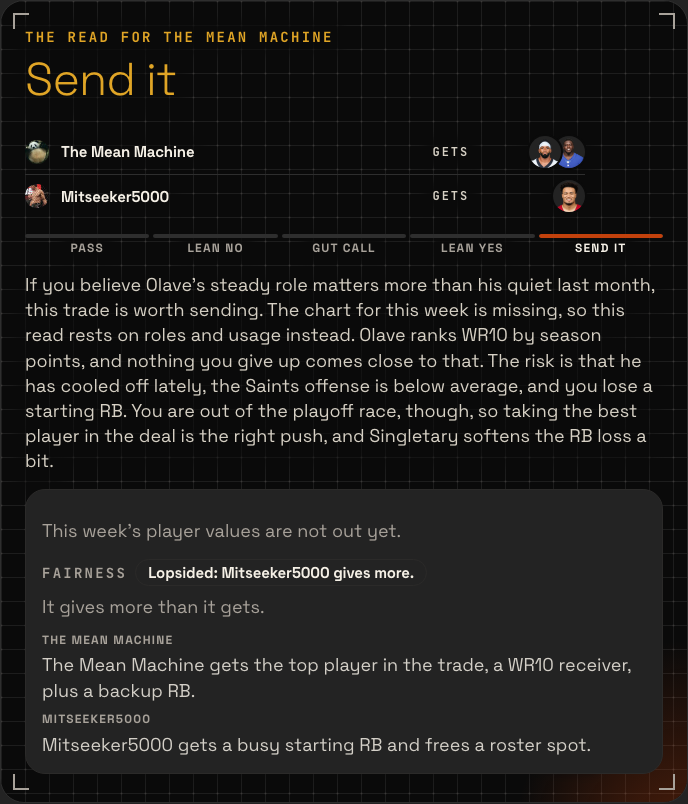 THE READ FOR THE MEAN MACHINE
Send it
The Mean Machine GETS
Mitseeker5000 GETS
PASS LEAN NO GUT CALL LEAN YES SEND IT
If you believe Olave's steady role matters more than his quiet last month,
this trade is worth sending. The chart for this week is missing, so this
read rests on roles and usage instead. Olave ranks WR10 by season
points, and nothing you give up comes close to that. The risk is that he
has cooled off lately, the Saints offense is below average, and you lose a
starting RB. You are out of the playoff race, though, so taking the best
player in the deal is the right push, and Singletary softens the RB loss a
bit.
This week's player values are not out yet.
FAIRNESS Lopsided: Mitseeker5000 gives more.
It gives more than it gets.
THE MEAN MACHINE
The Mean Machine gets the top player in the trade, a WR10 receiver,
plus a backup RB.
MITSEEKER5000
Mitseeker5000 gets a busy starting RB and frees a roster spot.